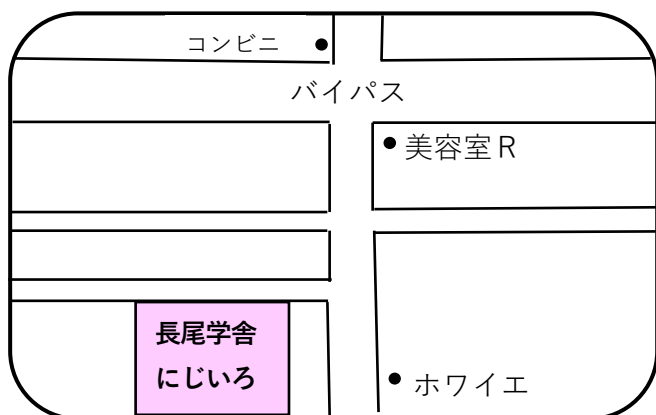 コンビニ
バイパス
美容室R
長尾学舎
にじいろ
ホワイエ